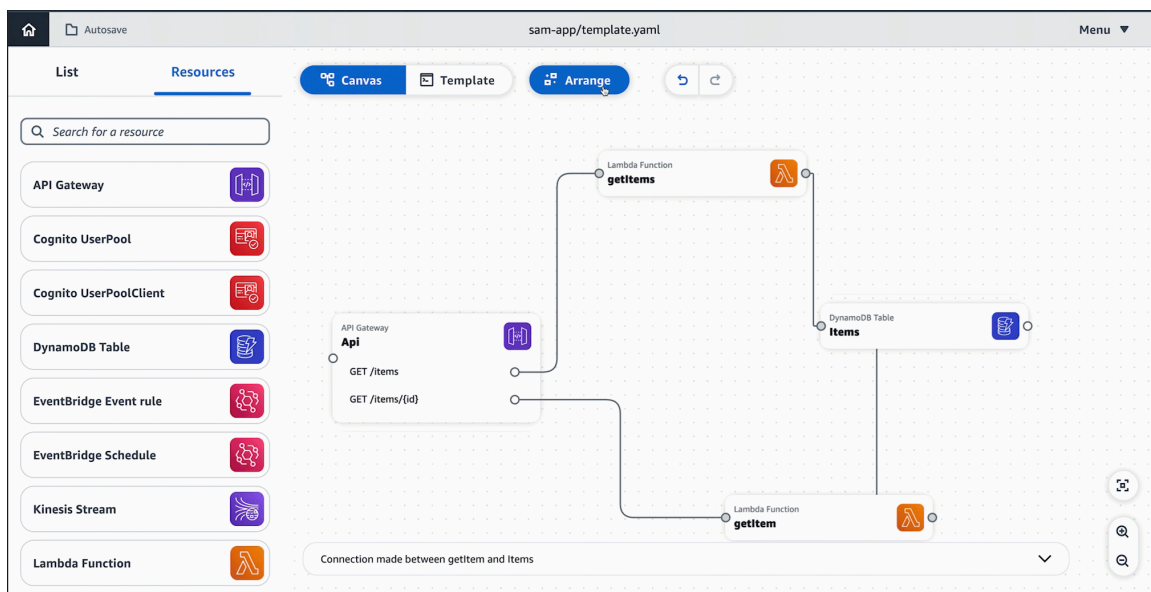 Autosave
sam-app/template.yaml
Menu
List
Resources
Canvas
Template
Arrange
Search for a resource
API Gateway
Cognito UserPool
Cognito UserPoolClient
DynamoDB Table
EventBridge Event rule
EventBridge Schedule
Kinesis Stream
Lambda Function
Lambda Function
getItems
API Gateway
Api
GET /items
GET /items/{id}
DynamoDB Table
Items
Lambda Function
getItem
Connection made between getItem and Items